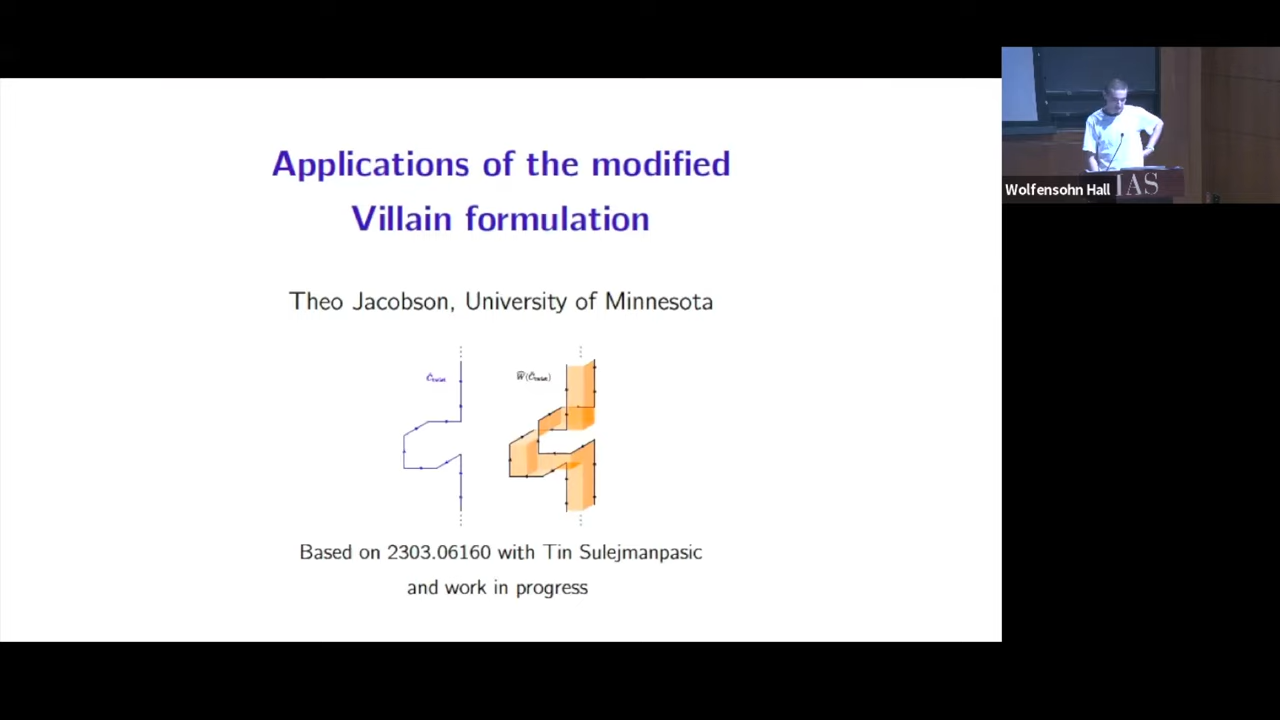 Applications of the modified
Villain formulation
Theo Jacobson, University of Minnesota
Based on 2303.06160 with Tin Sulejmanpasic
and work in progress
Wolfensohn Hall
IAS